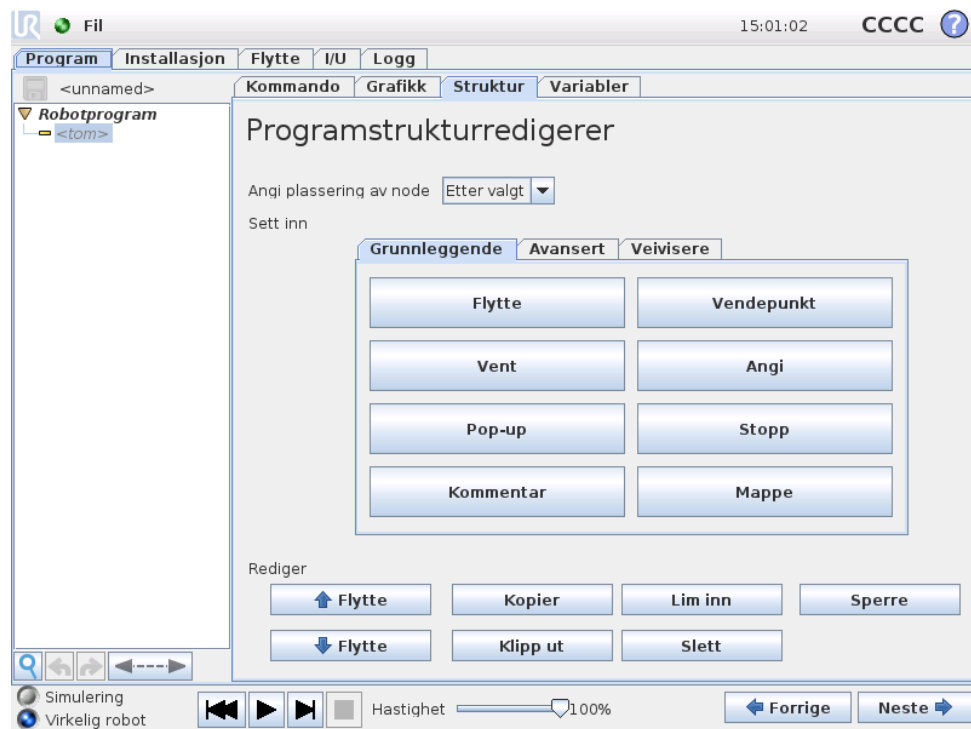 UR Fil 15:01:02 CCCC ?
Program Installasjon Flytte I/U Logg
<unnamed>
Kommando Grafikk Struktur Variabler
Robotprogram
<tom>
Programstrukturredigerer
Angi plassering av node Etter valgt
Sett inn
Grunnleggende Avansert Veivisere
Flytte Vendepunkt
Vent Angi
Pop-up Stopp
Kommentar Mappe
Rediger
Flytte Kopier Lim inn Sperre
Flytte Klipp ut Slett
Simulering
Virkelig robot
Hastighet 100%
Forrige Neste